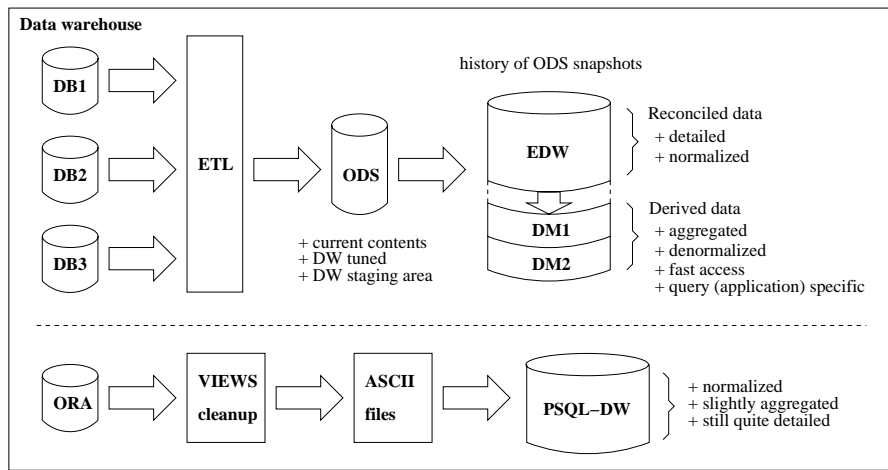 Data warehouse
DB1
DB2
DB3
ETL
ODS
+ current contents
+ DW tuned
+ DW staging area
history of ODS snapshots
EDW
DM1
DM2
Reconciled data
+ detailed
+ normalized
Derived data
+ aggregated
+ denormalized
+ fast access
+ query (application) specific
ORA
VIEWS
cleanup
ASCII
files
PSQL−DW
+ normalized
+ slightly aggregated
+ still quite detailed